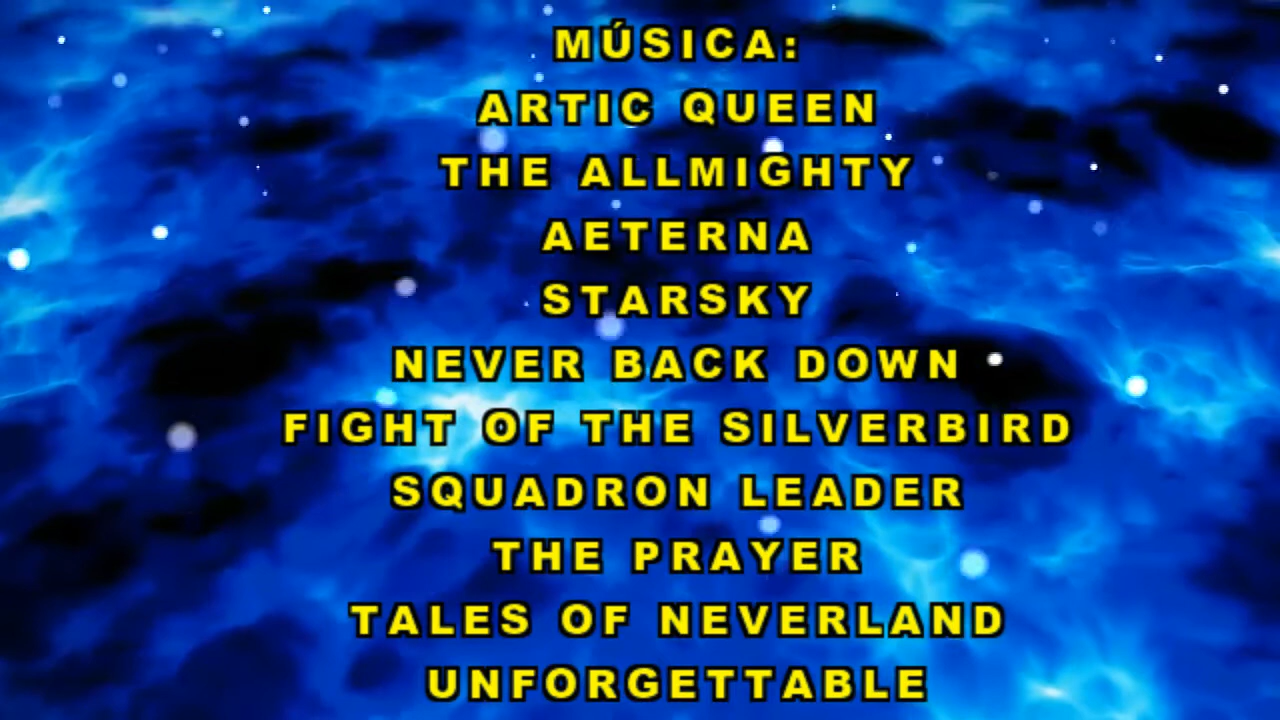 MÚSICA:
ARTIC QUEEN
THE ALLMIGHTY
AETERNA
STARSKY
NEVER BACK DOWN
FIGHT OF THE SILVERBIRD
SQUADRON LEADER
THE PRAYER
TALES OF NEVERLAND
UNFORGETTABLE